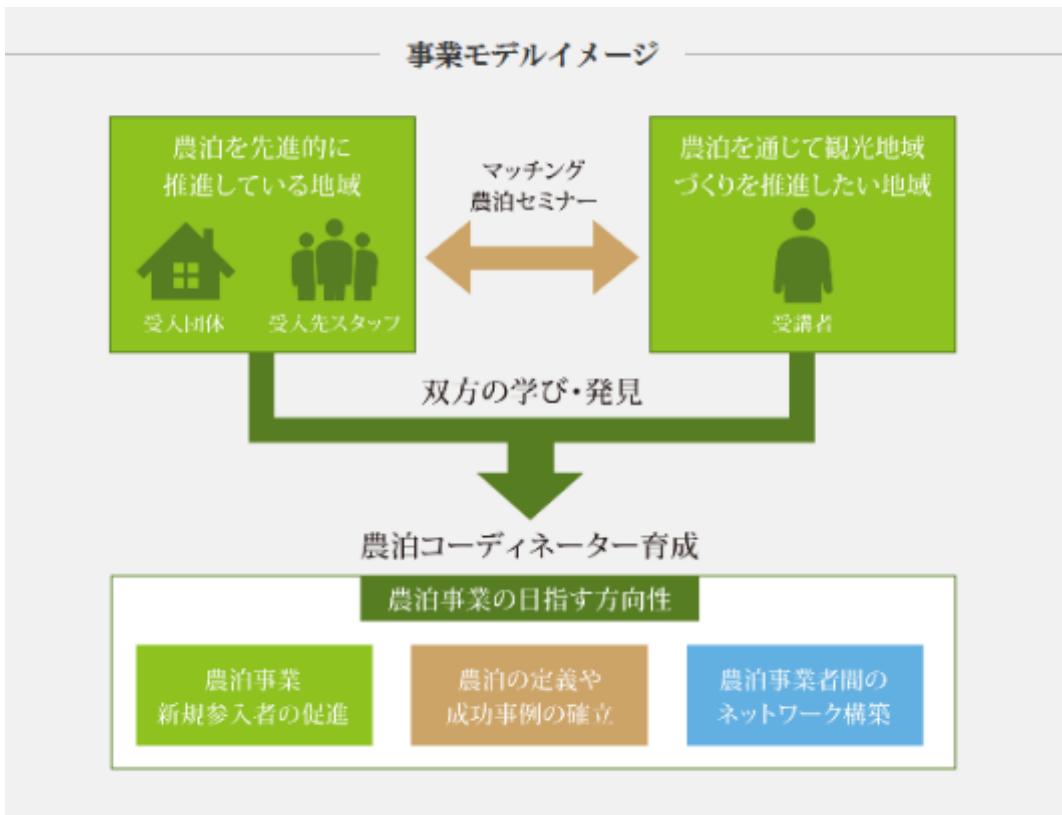 事業モデルイメージ
農泊を先進的に
推進している地域
受入団体
受入先スタッフ
マッチング
農泊セミナー
農泊を通じて観光地域
づくりを推進したい地域
受講者
双方の学び・発見
農泊コーディネーター育成
農泊事業の目指す方向性
農泊事業
新規参入者の促進
農泊の定義や
成功事例の確立
農泊事業者間の
ネットワーク構築